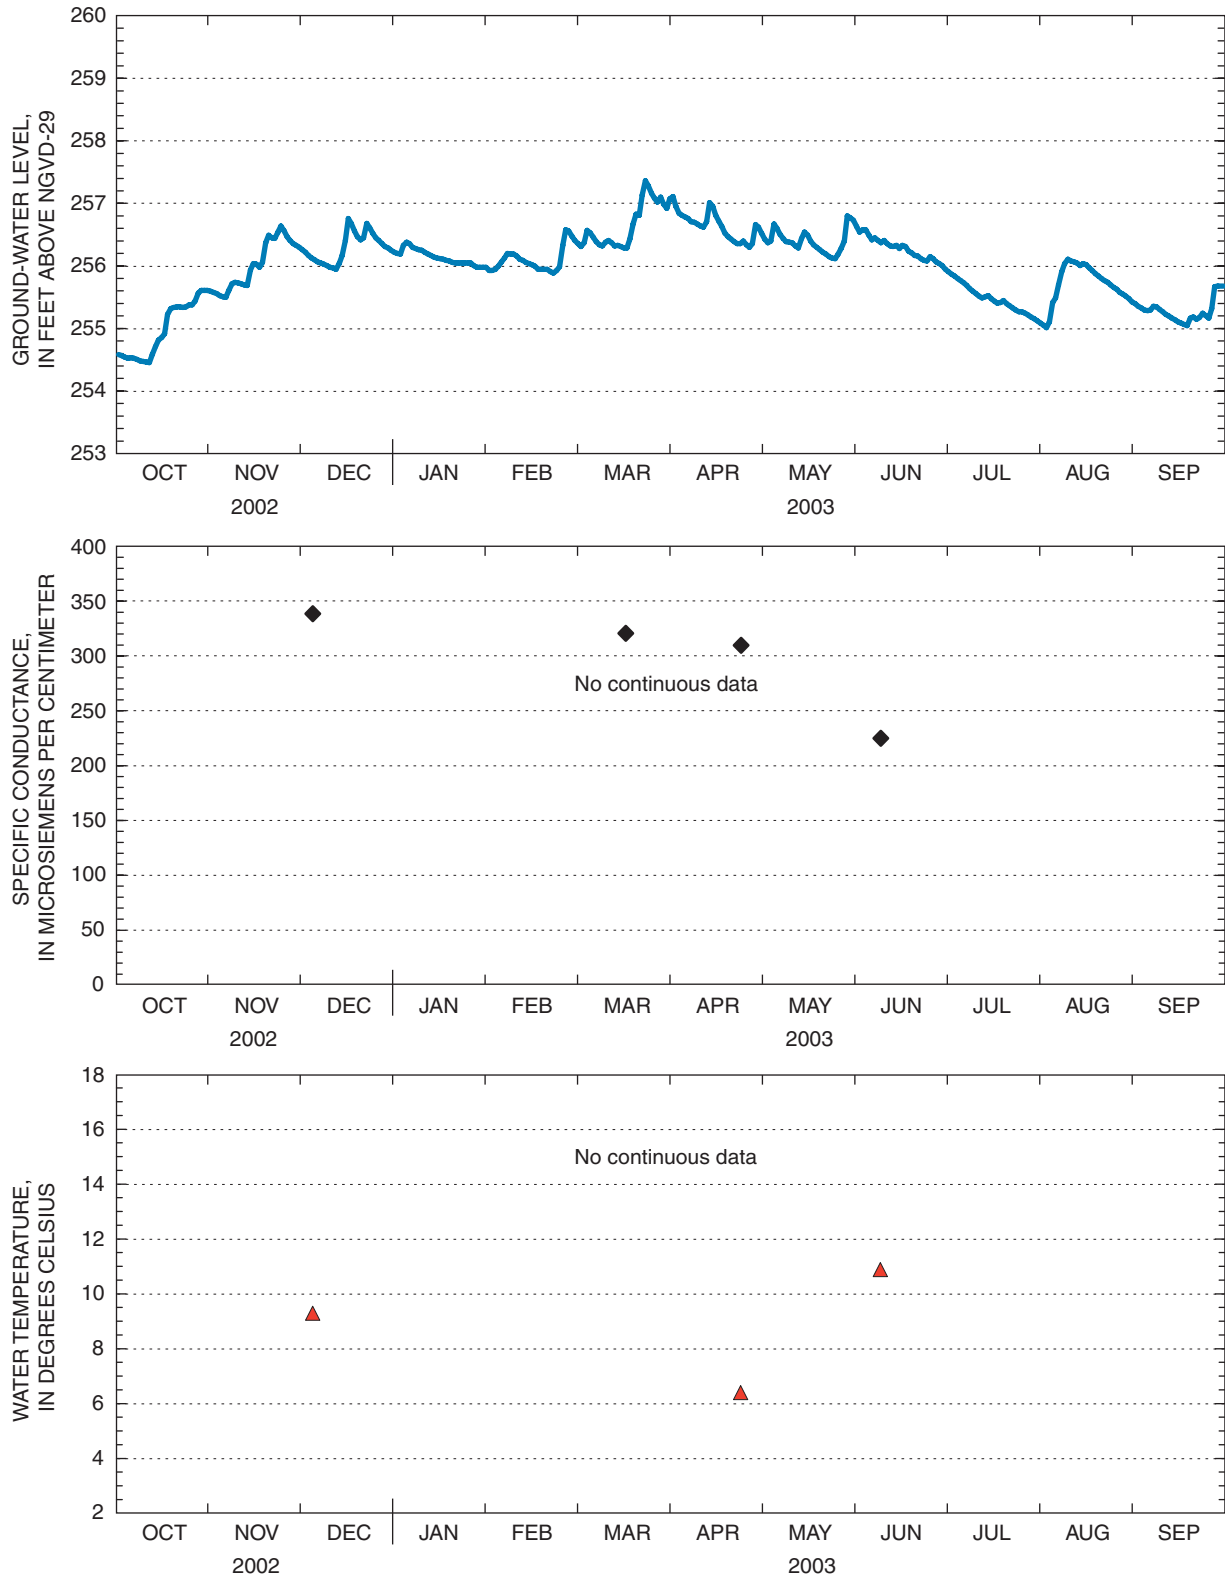 GROUND-WATER LEVEL,
IN FEET ABOVE NGVD-29
260
259
258
257
256
255
254
253
OCT NOV DEC JAN FEB MAR APR MAY JUN JUL AUG SEP
2002 2003
SPECIFIC CONDUCTANCE,
IN MICROSIEMENS PER CENTIMETER
400
350
300
250
200
150
100
50
0
No continuous data
OCT NOV DEC JAN FEB MAR APR MAY JUN JUL AUG SEP
2002 2003
WATER TEMPERATURE,
IN DEGREES CELSIUS
18
16
14
12
10
8
6
4
2
No continuous data
OCT NOV DEC JAN FEB MAR APR MAY JUN JUL AUG SEP
2002 2003